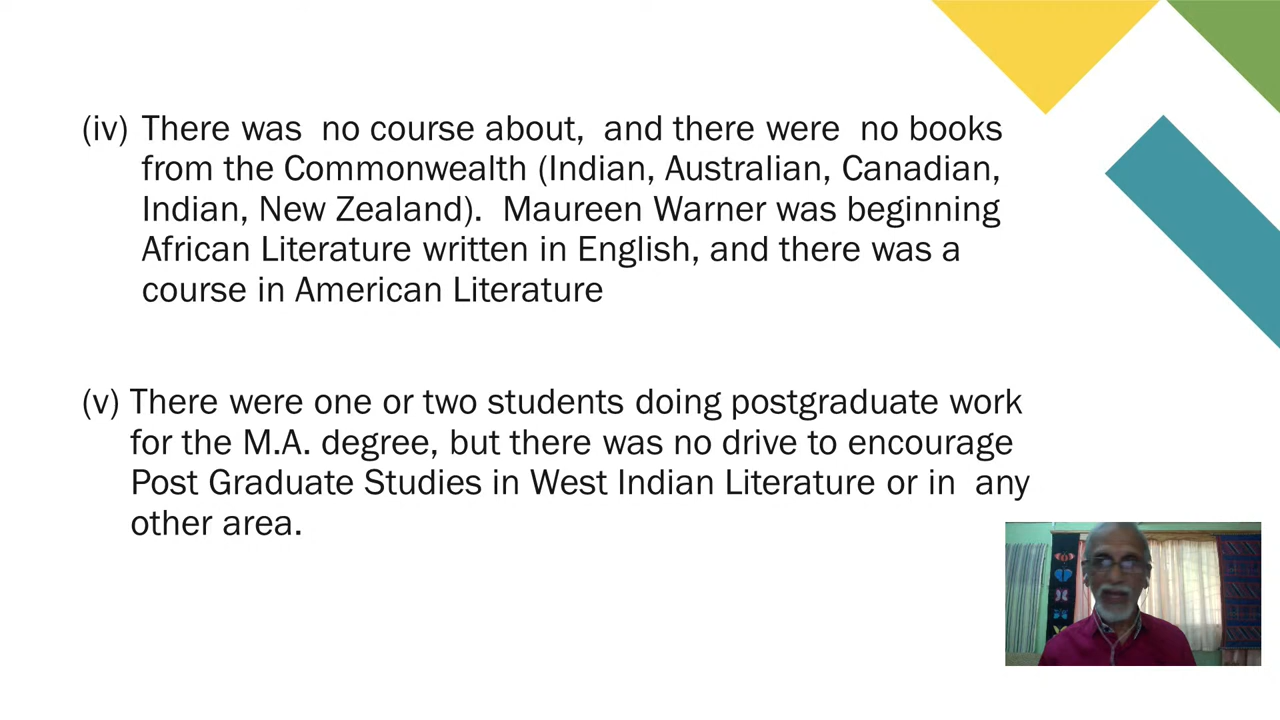 (iv) There was no course about, and there were no books
from the Commonwealth (Indian, Australian, Canadian,
Indian, New Zealand). Maureen Warner was beginning
African Literature written in English, and there was a
course in American Literature
(v) There were one or two students doing postgraduate work
for the M.A. degree, but there was no drive to encourage
Post Graduate Studies in West Indian Literature or in any
other area.